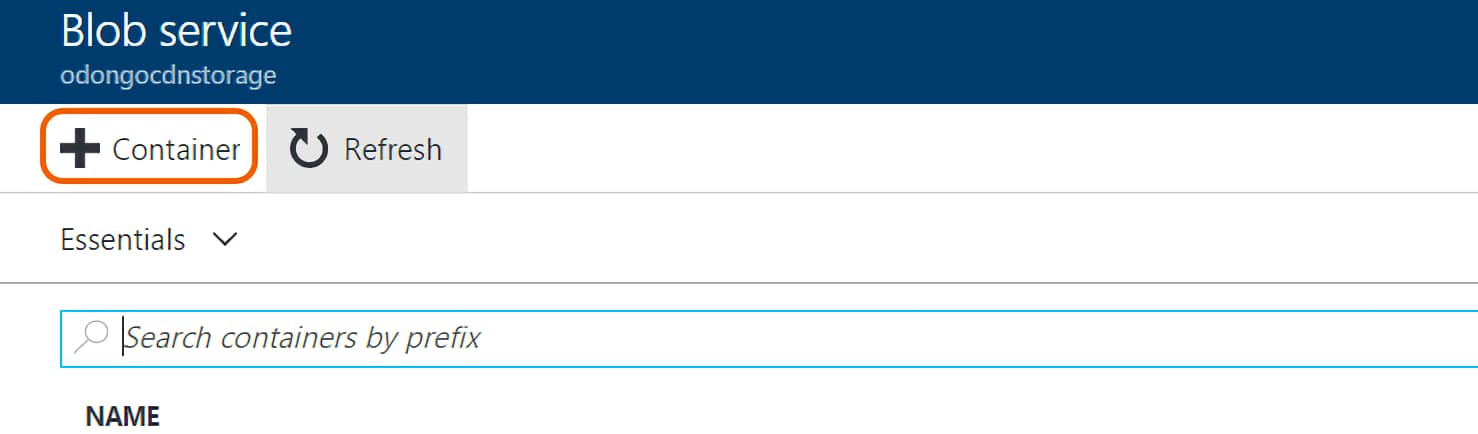 Blob service
odongocdnstorage
Container Refresh
Essentials
Search containers by prefix
NAME